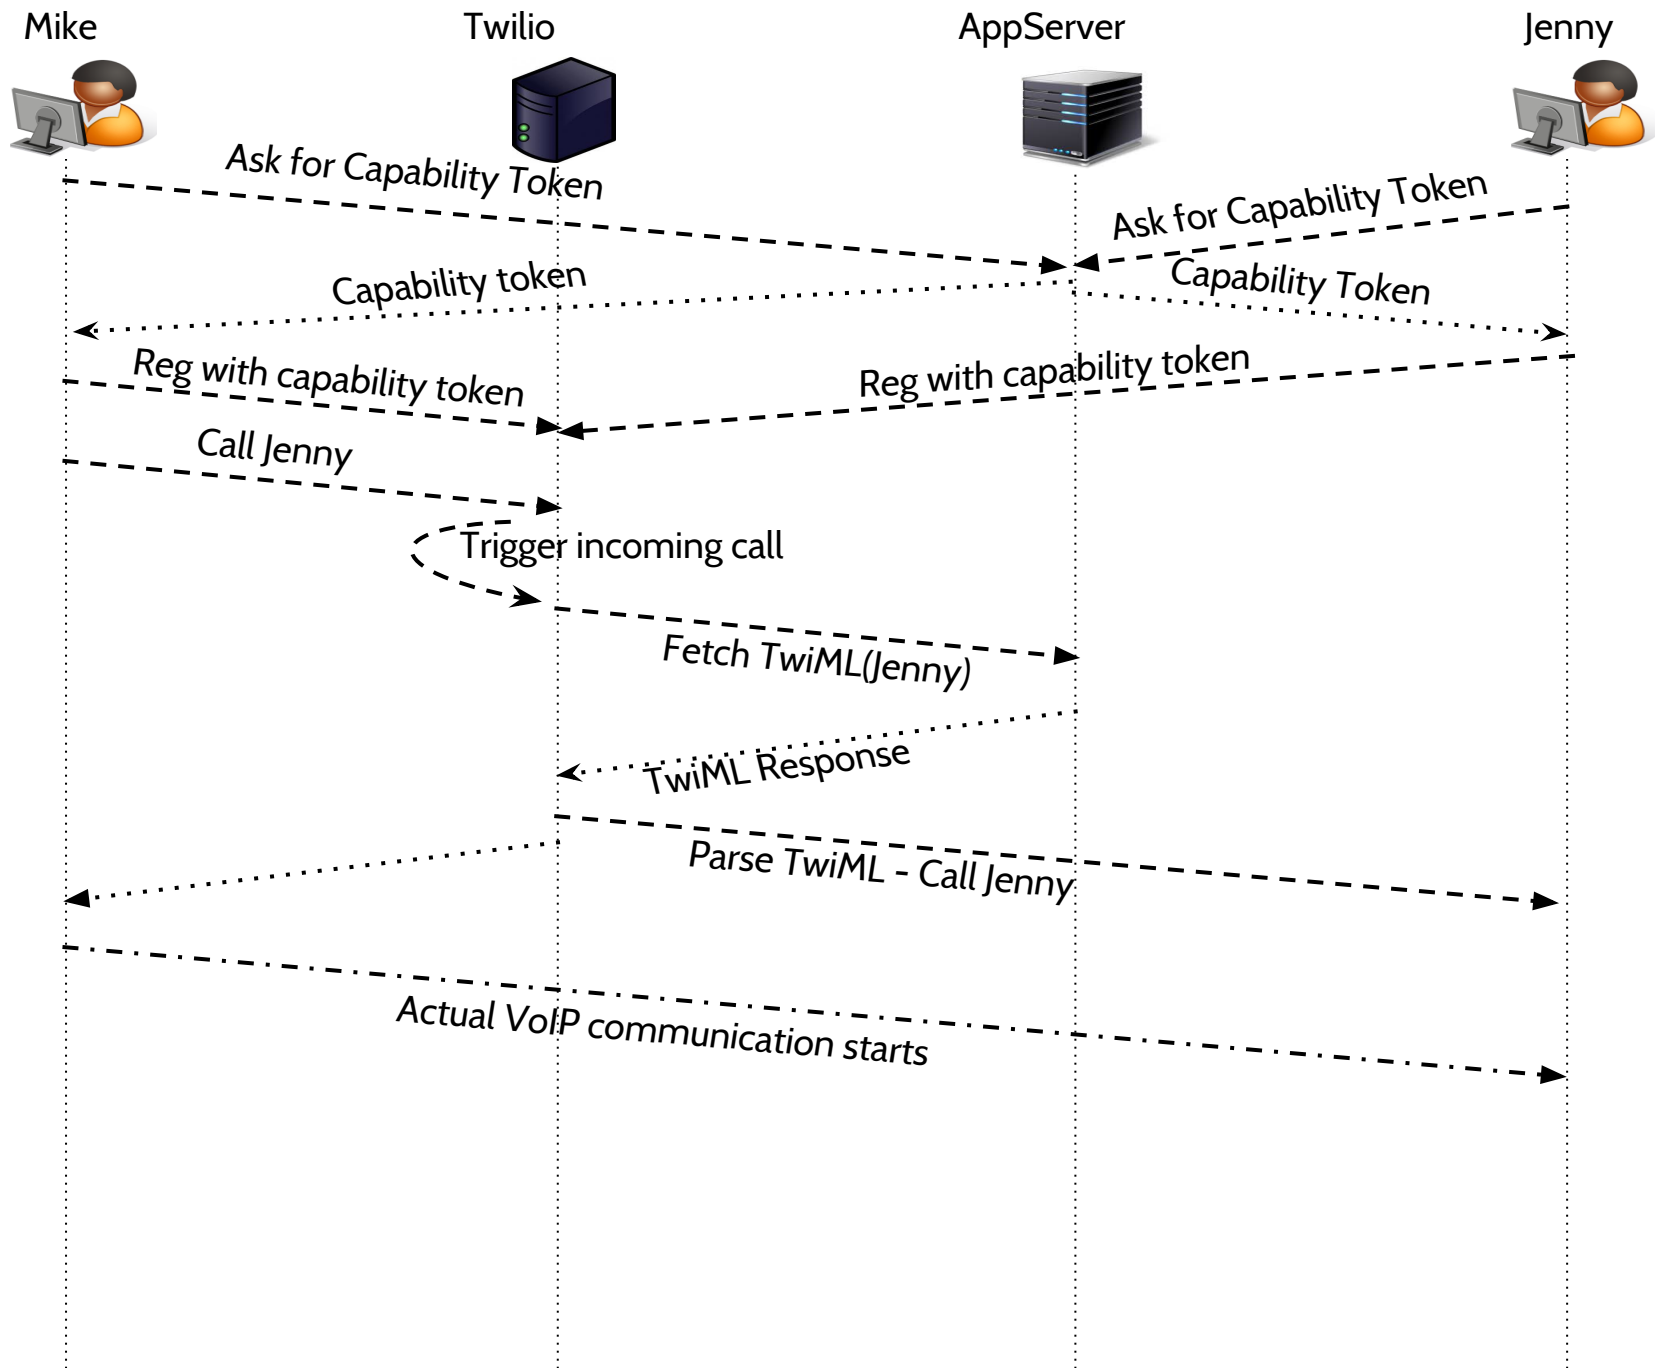 Mike
Twilio
AppServer
Jenny
Ask for Capability Token
Ask for Capability Token
Capability token
Capability Token
Reg with capability token
Reg with capability token
Call Jenny
Trigger incoming call
Fetch TwiML(Jenny)
TwiML Response
Parse TwiML - Call Jenny
Actual VoIP communication starts